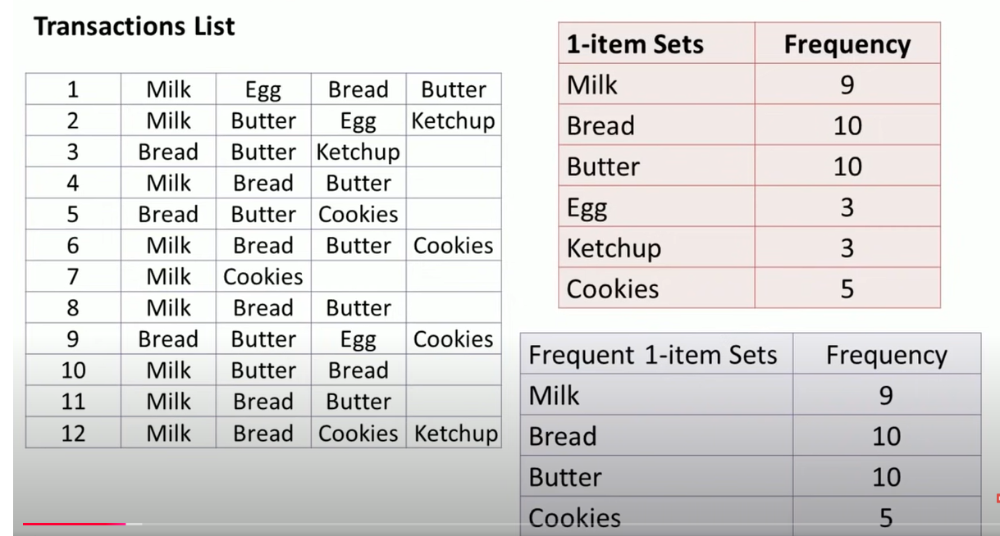 Transactions List
1 Milk Egg Bread Butter
2 Milk Butter Egg Ketchup
3 Bread Butter Ketchup
4 Milk Bread Butter
5 Bread Butter Cookies
6 Milk Bread Butter Cookies
7 Milk Cookies
8 Milk Bread Butter
9 Bread Butter Egg Cookies
10 Milk Butter Bread
11 Milk Bread Butter
12 Milk Bread Cookies Ketchup
1-item Sets Frequency
Milk 9
Bread 10
Butter 10
Egg 3
Ketchup 3
Cookies 5
Frequent 1-item Sets Frequency
Milk 9
Bread 10
Butter 10
Cookies 5